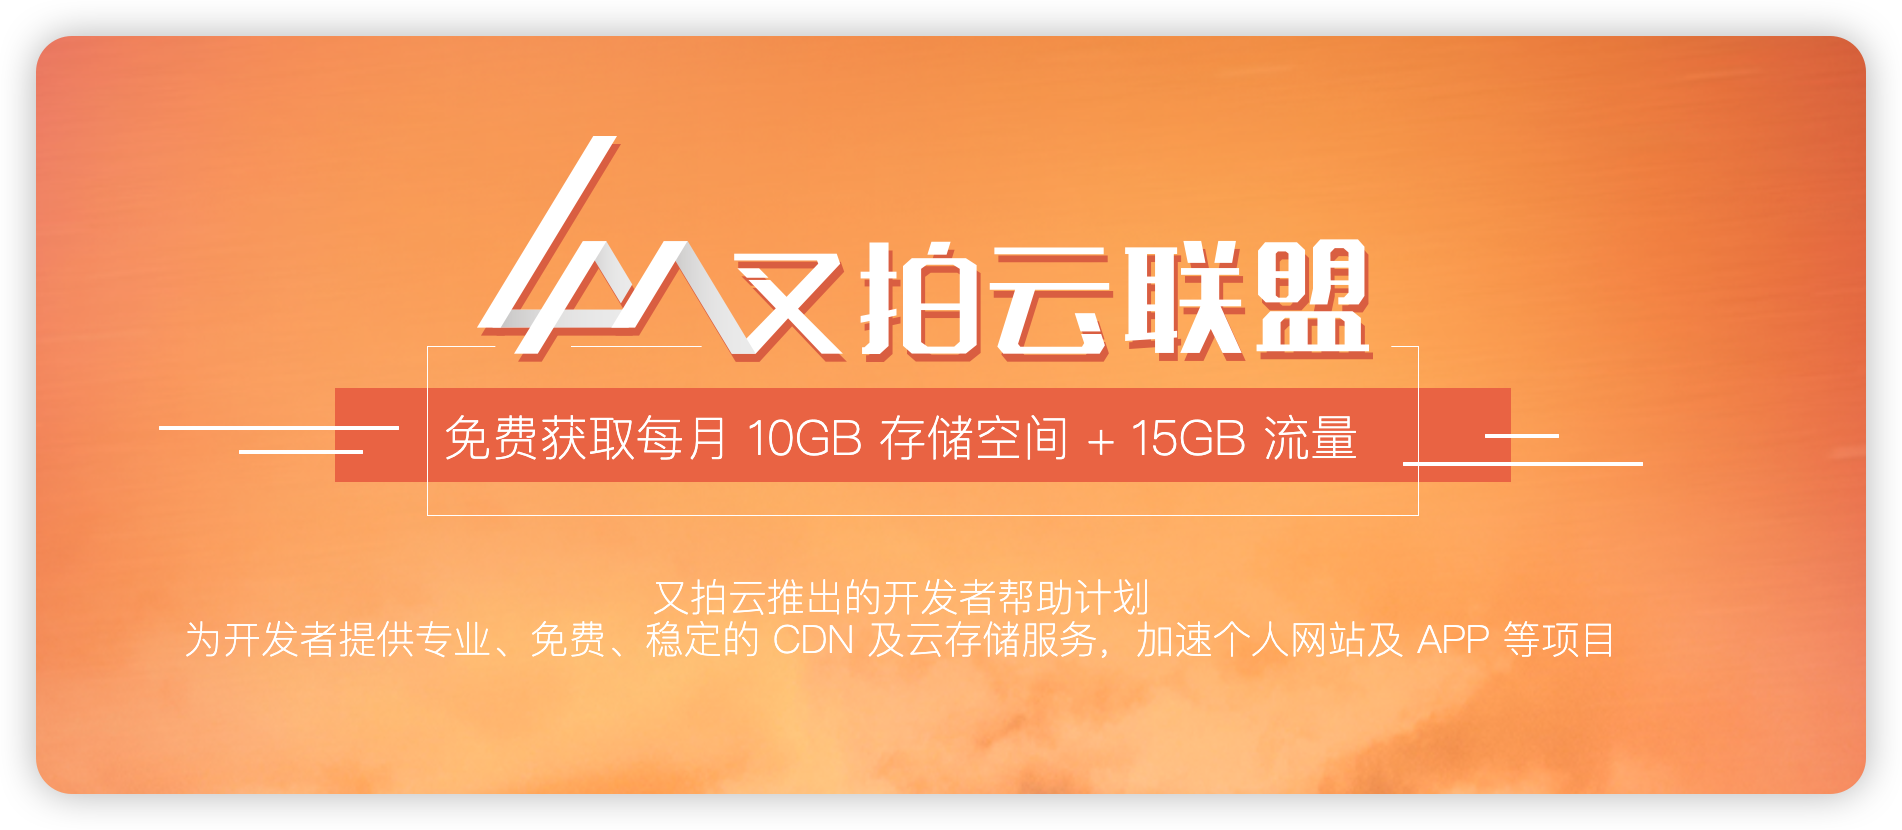 又拍云联盟
免费获取每月 10GB 存储空间 + 15GB 流量
又拍云推出的开发者帮助计划
为开发者提供专业、免费、稳定的 CDN 及云存储服务，加速个人网站及 APP 等项目